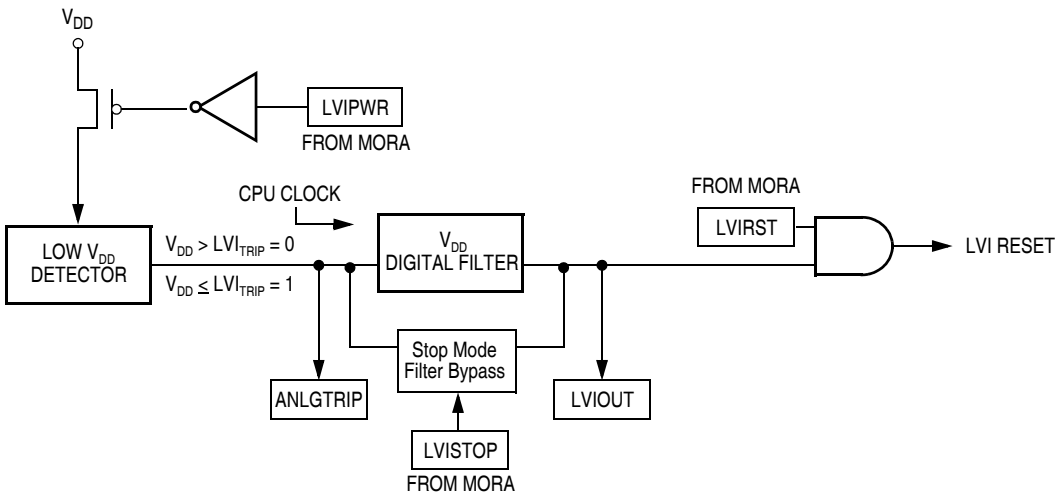 VDD
LVIPWR
FROM MORA
CPU CLOCK
FROM MORA
LVIRST
LVI RESET
LOW VDD
DETECTOR
VDD > LVITRIP = 0
VDD ≤ LVITRIP = 1
VDD
DIGITAL FILTER
Stop Mode
Filter Bypass
ANLGTRIP
LVIOUT
LVISTOP
FROM MORA